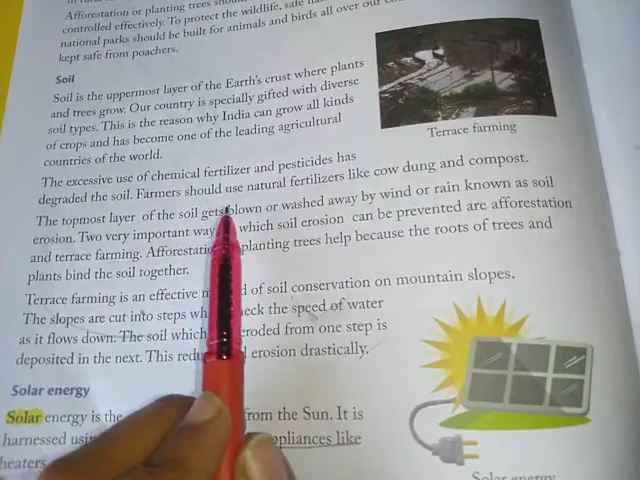 Afforestation or planting trees
controlled effectively. To protect the wildlife, safe
national parks should be built for animals and birds all over our
kept safe from poachers.
Soil
Soil is the uppermost layer of the Earth's crust where plants
and trees grow. Our country is specially gifted with diverse
soil types. This is the reason why India can grow all kinds
of crops and has become one of the leading agricultural
countries of the world.
Terrace farming
The excessive use of chemical fertilizer and pesticides has
degraded the soil. Farmers should use natural fertilizers like cow dung and compost.
The topmost layer of the soil gets blown or washed away by wind or rain known as soil
erosion. Two very important which soil erosion can be prevented are afforestation
and terrace farming. planting trees help because the roots of trees and
plants bind the soil together.
Terrace farming is an effective of soil conservation on mountain slopes.
The slopes are cut into steps the speed of water
as it flows down. The soil which eroded from one step is
deposited in the next. This erosion drastically.
Solar energy
Solar energy is the from the Sun. It is
harnessed appliances like
heaters
Solar energy